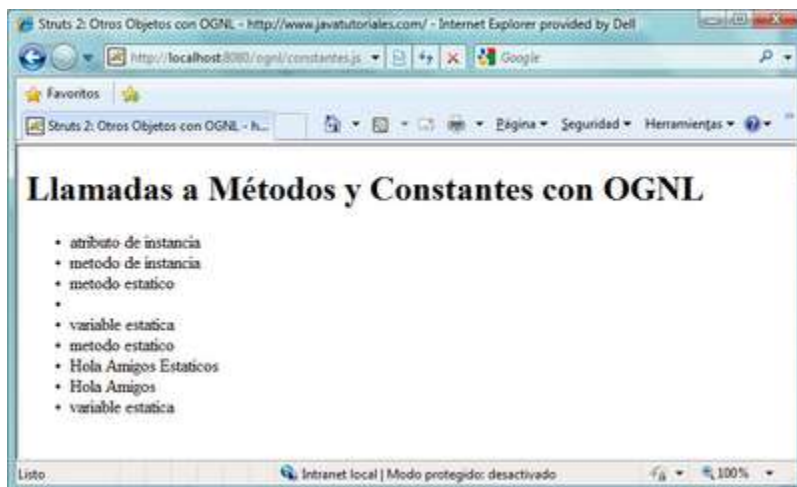 Struts 2: Otros Objetos con OGNL - http://www.javatutoriales.com/ - Internet Explorer provided by Dell
http://localhost:8080/ognl/constantes.js
Google
Favoritos
Struts 2: Otros Objetos con OGNL - h...
Página Seguridad Herramientas
Llamadas a Métodos y Constantes con OGNL
• atributo de instancia
• metodo de instancia
• metodo estatico
•
• variable estatica
• metodo estatico
• Hola Amigos Estaticos
• Hola Amigos
• variable estatica
Listo
Intranet local | Modo protegido: desactivado
100%